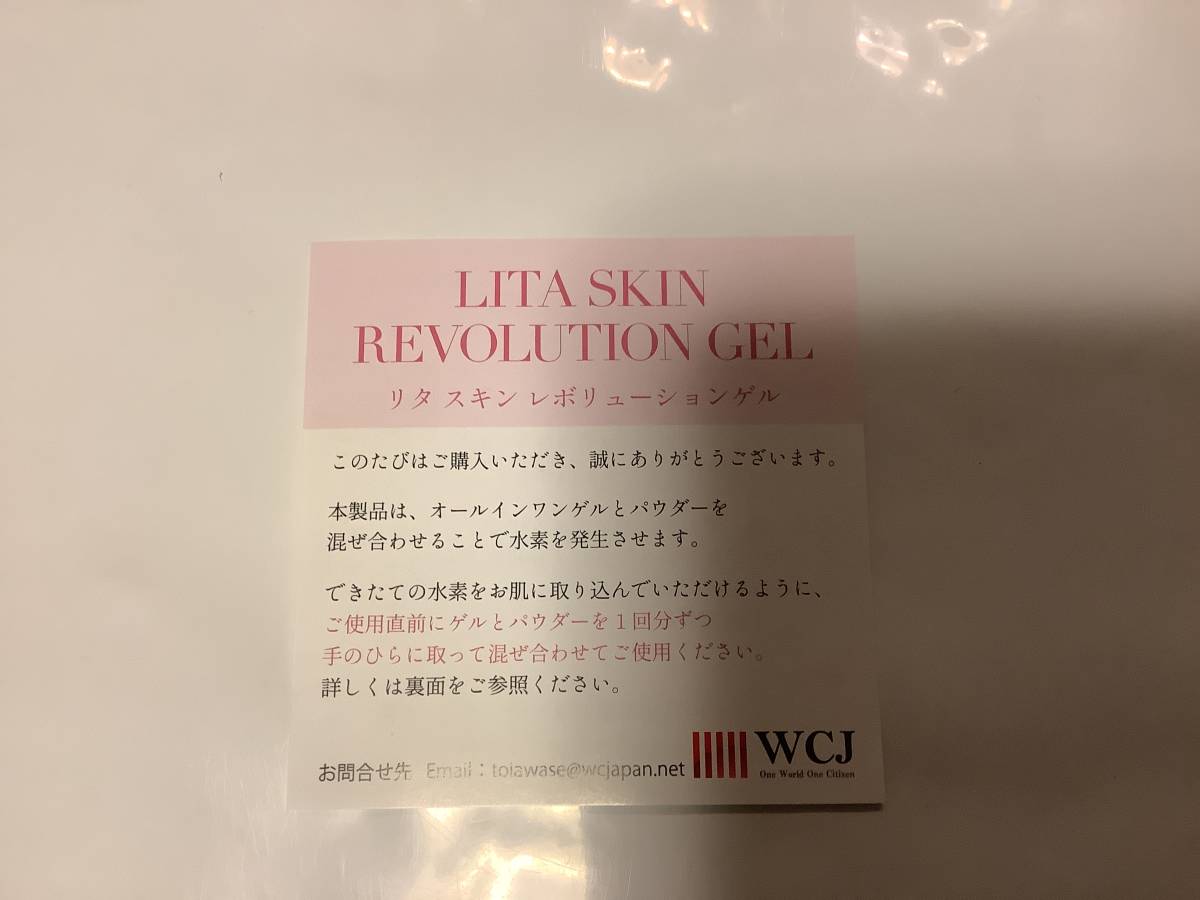 LITA SKIN
REVOLUTION GEL
リタ スキン レボリューションゲル
このたびはご購入いただき、誠にありがとうございます。
本製品は、オールインワンゲルとパウダーを
混ぜ合わせることで水素を発生させます。
できたての水素をお肌に取り込んでいただけるように、
ご使用直前にゲルとパウダーを1回分ずつ
手のひらに取って混ぜ合わせてご使用ください。
詳しくは裏面をご参照ください。
お問合せ先 Email：toiawase@wcjapan.net
WCJ
One World One Citizen